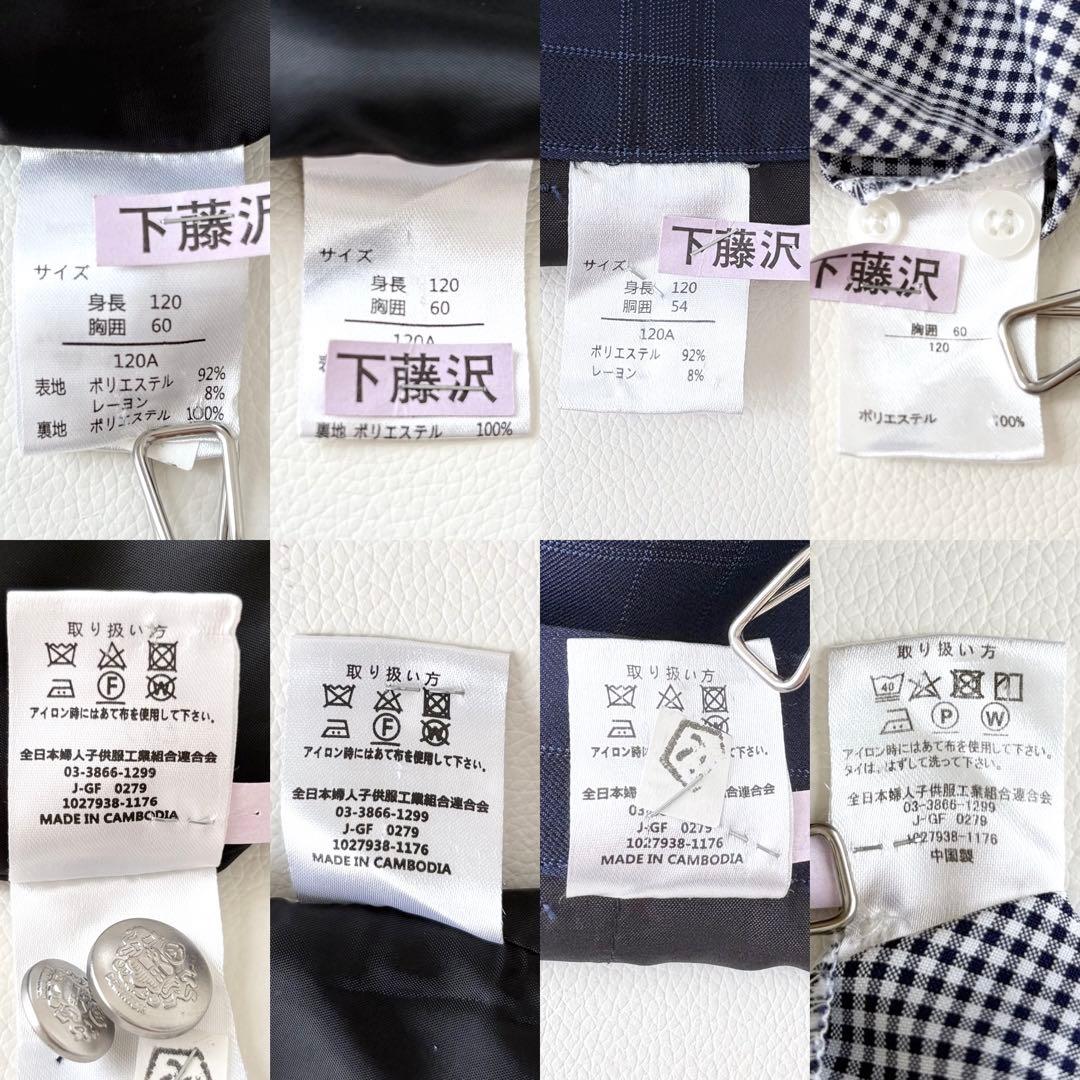 下藤沢
サイズ
身長 120
胸囲 60
120A
表地 ポリエステル 92%
レーヨン 8%
裏地 ポリエステル 100%
サイズ
身長 120
胸囲 60
120A
下藤沢
裏地 ポリエステル 100%
下藤沢
サイズ
身長 120
胴囲 54
120A
ポリエステル 92%
レーヨン 8%
下藤沢
胸囲 60
120
ポリエステル 100%
取り扱い方
F W
アイロン時にはあて布を使用して下さい。
全日本婦人子供服工業組合連合会
03-3866-1299
J-GF 0279
1027938-1176
MADE IN CAMBODIA
取り扱い方
F W
アイロン時にはあて布を使用して下さい。
全日本婦人子供服工業組合連合会
03-3866-1299
J-GF 0279
1027938-1176
MADE IN CAMBODIA
取り扱い方
W
アイロン時に
使用して下さい。
全日本婦
業組合連合会
J-GF 0279
1027938-1176
MADE IN CAMBODIA
取り扱い方
40
P W
アイロン時にはあて布を使用して下さい。
タイは、はずして洗って下さい。
全日本婦人子供服工業組合連合会
03-3866-1299
J-GF 0279
1027938-1176
中国製